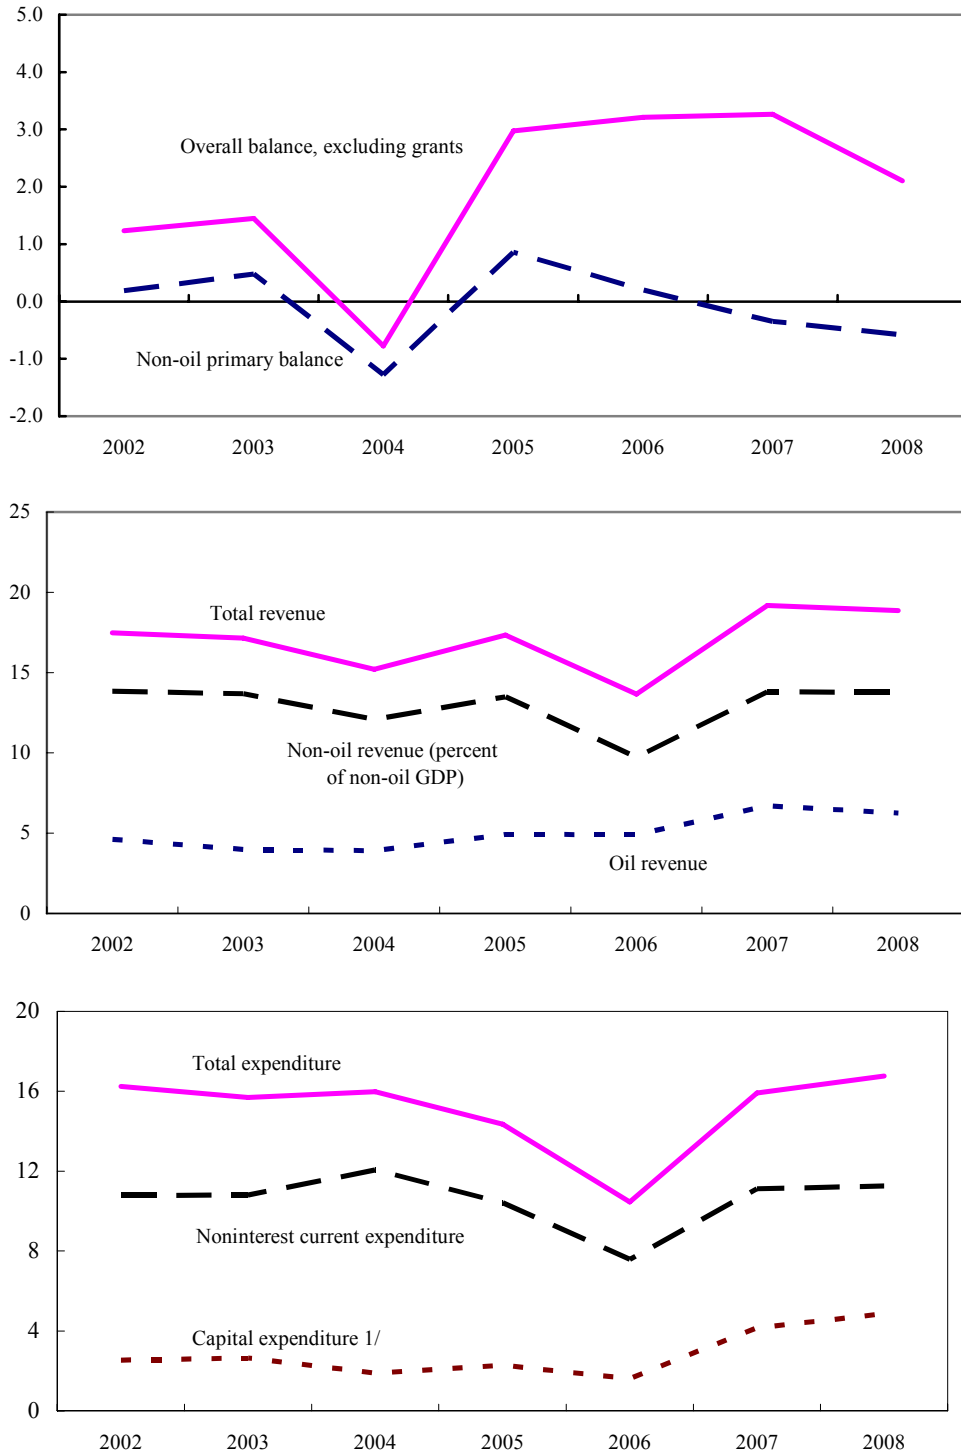 5.0
4.0
3.0
Overall balance, excluding grants
2.0
1.0
0.0
Non-oil primary balance
-1.0
-2.0
2002 2003 2004 2005 2006 2007 2008
25
20
Total revenue
15
Non-oil revenue (percent
of non-oil GDP)
10
5
Oil revenue
0
2002 2003 2004 2005 2006 2007 2008
20
Total expenditure
16
12
Noninterest current expenditure
8
4
Capital expenditure 1/
0
2002 2003 2004 2005 2006 2007 2008